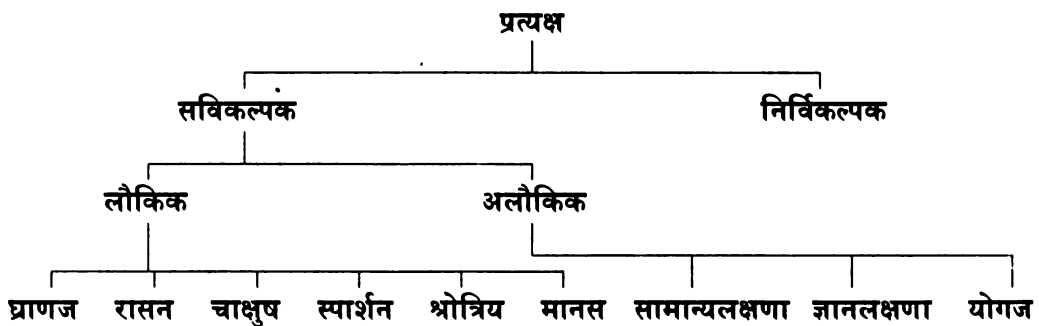 प्रत्यक्ष
सविकल्पक निर्विकल्पक
लौकिक अलौकिक
घ्राणज रासन चाक्षुष स्पार्शन श्रोत्रिय मानस सामान्यलक्षणा ज्ञानलक्षणा योगज